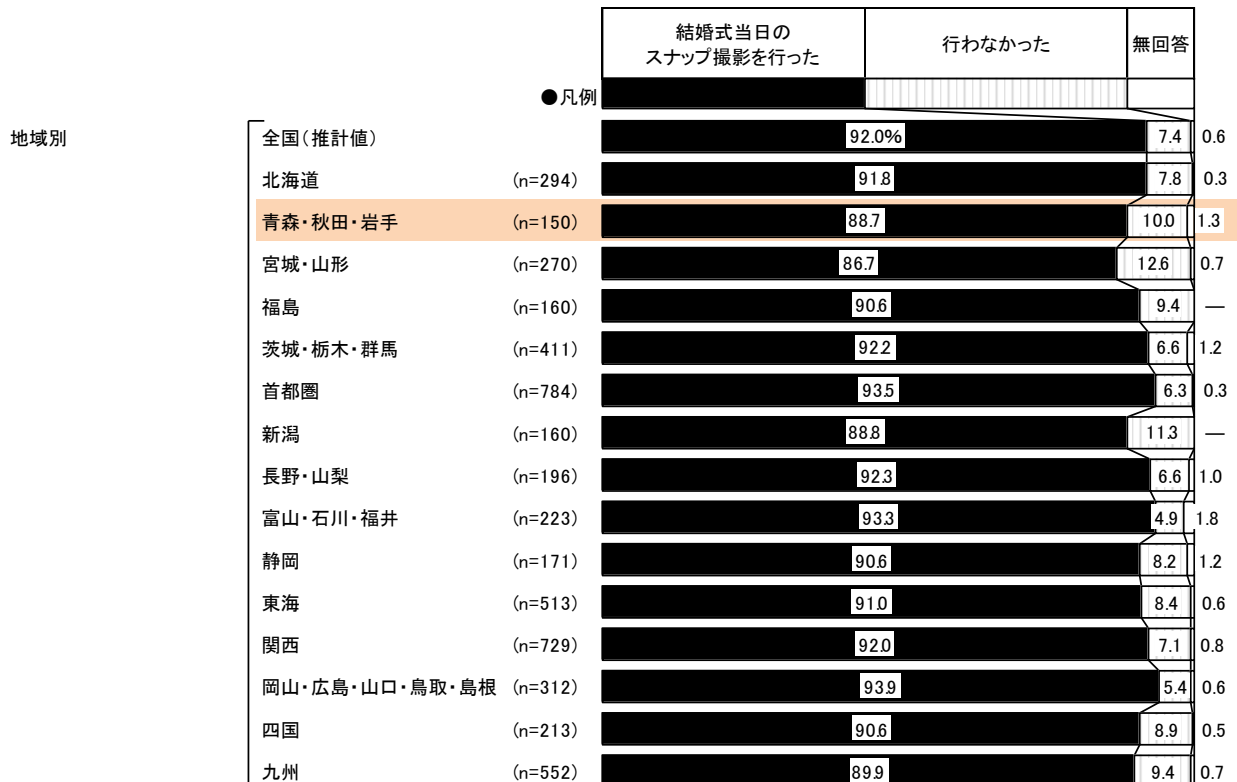 結婚式当日の
スナップ撮影を行った 行わなかった 無回答
●凡例
地域別
全国（推計値） 92.0% 7.4 0.6
北海道 (n=294) 91.8 7.8 0.3
青森・秋田・岩手 (n=150) 88.7 10.0 1.3
宮城・山形 (n=270) 86.7 12.6 0.7
福島 (n=160) 90.6 9.4 —
茨城・栃木・群馬 (n=411) 92.2 6.6 1.2
首都圏 (n=784) 93.5 6.3 0.3
新潟 (n=160) 88.8 11.3 —
長野・山梨 (n=196) 92.3 6.6 1.0
富山・石川・福井 (n=223) 93.3 4.9 1.8
静岡 (n=171) 90.6 8.2 1.2
東海 (n=513) 91.0 8.4 0.6
関西 (n=729) 92.0 7.1 0.8
岡山・広島・山口・鳥取・島根 (n=312) 93.9 5.4 0.6
四国 (n=213) 90.6 8.9 0.5
九州 (n=552) 89.9 9.4 0.7